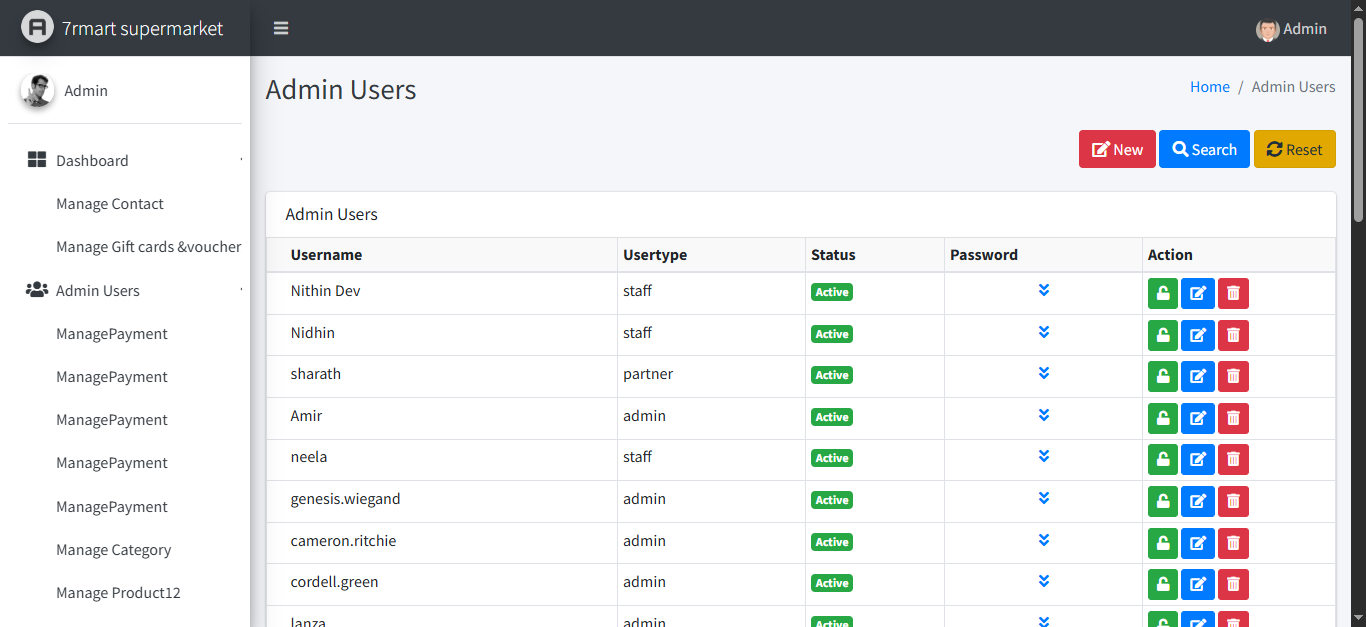 7rmart supermarket
Admin
Admin
Dashboard
Manage Contact
Manage Gift cards &voucher
Admin Users
ManagePayment
ManagePayment
ManagePayment
ManagePayment
ManagePayment
Manage Category
Manage Product12
Admin Users
Home / Admin Users
New Search Reset
Admin Users
Username Usertype Status Password Action
Nithin Dev staff Active
Nidhin staff Active
sharath partner Active
Amir admin Active
neela staff Active
genesis.wiegand admin Active
cameron.ritchie admin Active
cordell.green admin Active
lanza admin Active